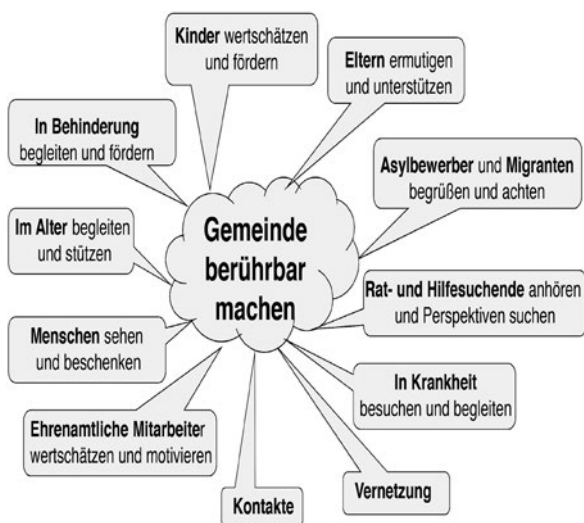 Kinder wertschätzen
und fördern
Eltern ermutigen
und unterstützen
In Behinderung
begleiten und fördern
Asylbewerber und Migranten
begrüßen und achten
Im Alter begleiten
und stützen
Gemeinde
berührbar
machen
Rat- und Hilfesuchende anhören
und Perspektiven suchen
Menschen sehen
und beschenken
In Krankheit
besuchen und begleiten
Ehrenamtliche Mitarbeiter
wertschätzen und motivieren
Kontakte
Vernetzung